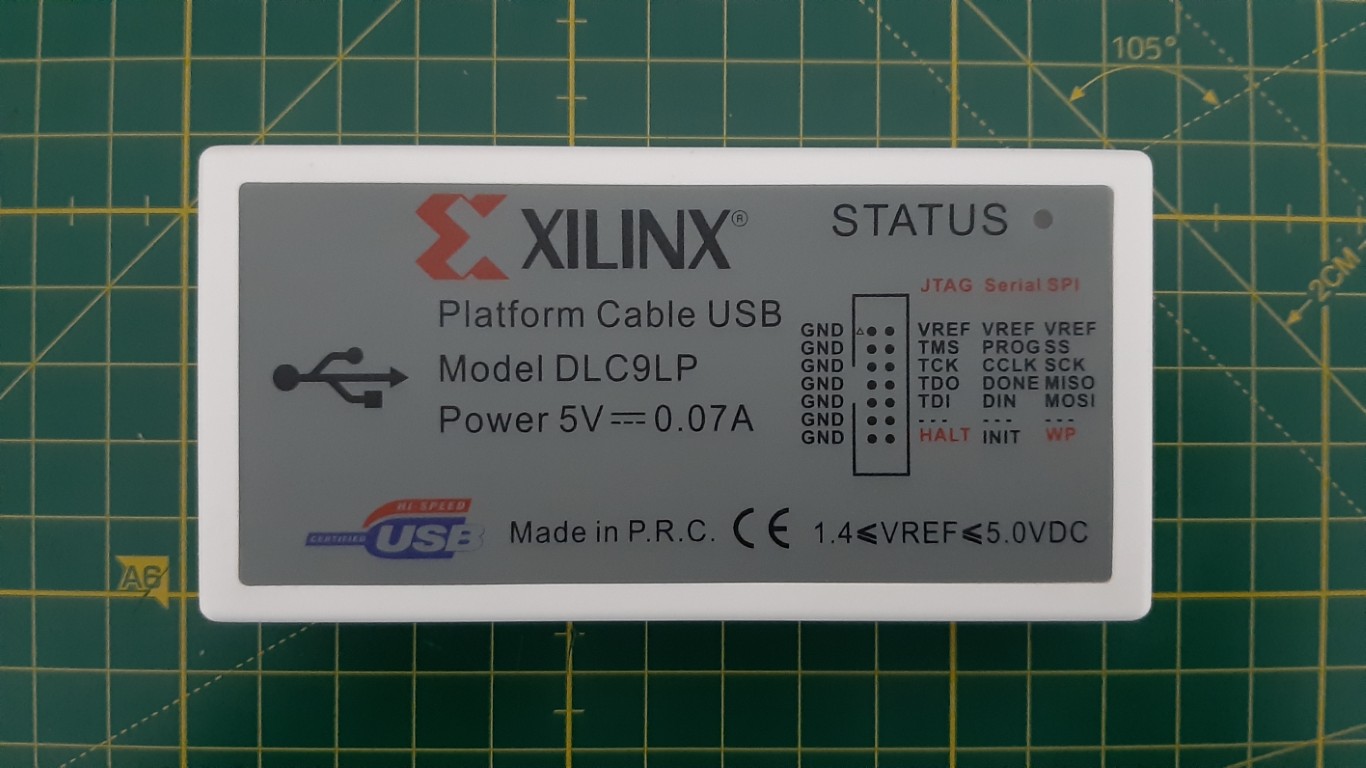 105°
XILINX®
STATUS
2CM
JTAG Serial SPI
Platform Cable USB
GND VREF VREF VREF
GND TMS PROG SS
GND TCK CCLK SCK
GND TDO DONE MISO
GND TDI DIN MOSI
GND --- --- ---
GND HALT INIT WP
Model DLC9LP
Power 5V⎓0.07A
HI-SPEED
CERTIFIED USB
Made in P.R.C. CE 1.4⩽VREF⩽5.0VDC
A6